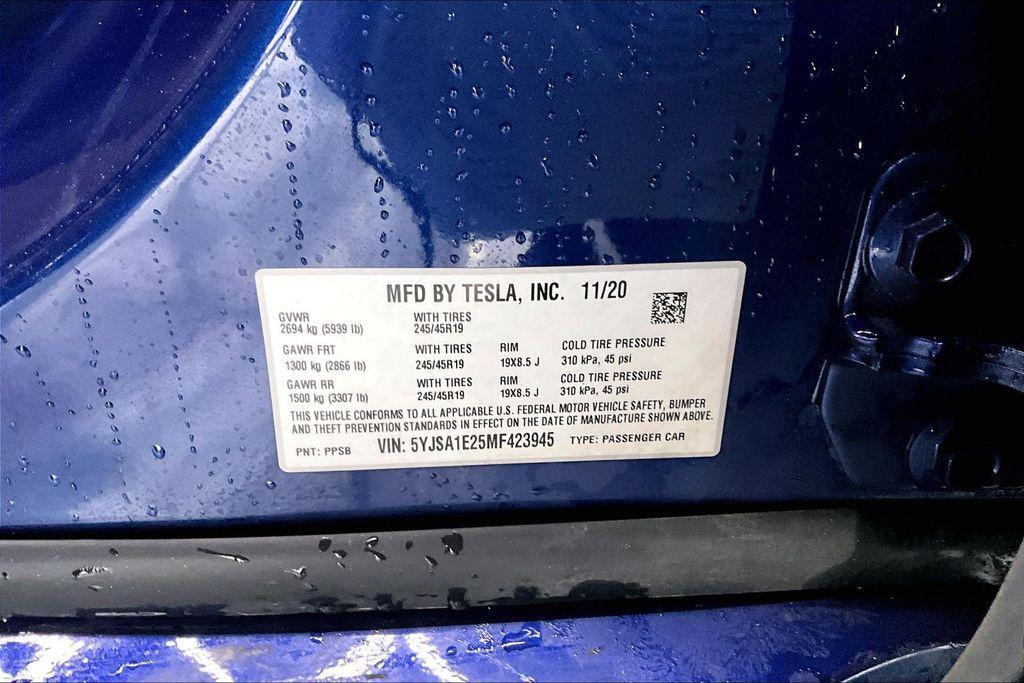 MFD BY TESLA, INC. 11/20
GVWR WITH TIRES
2694 kg (5939 lb) 245/45R19
GAWR FRT WITH TIRES RIM COLD TIRE PRESSURE
1300 kg (2866 lb) 245/45R19 19X8.5 J 310 kPa, 45 psi
GAWR RR WITH TIRES RIM COLD TIRE PRESSURE
1500 kg (3307 lb) 245/45R19 19X8.5 J 310 kPa, 45 psi
THIS VEHICLE CONFORMS TO ALL APPLICABLE U.S. FEDERAL MOTOR VEHICLE SAFETY, BUMPER
AND THEFT PREVENTION STANDARDS IN EFFECT ON THE DATE OF MANUFACTURE SHOWN ABOVE.
PNT: PPSB VIN: 5YJSA1E25MF423945 TYPE: PASSENGER CAR